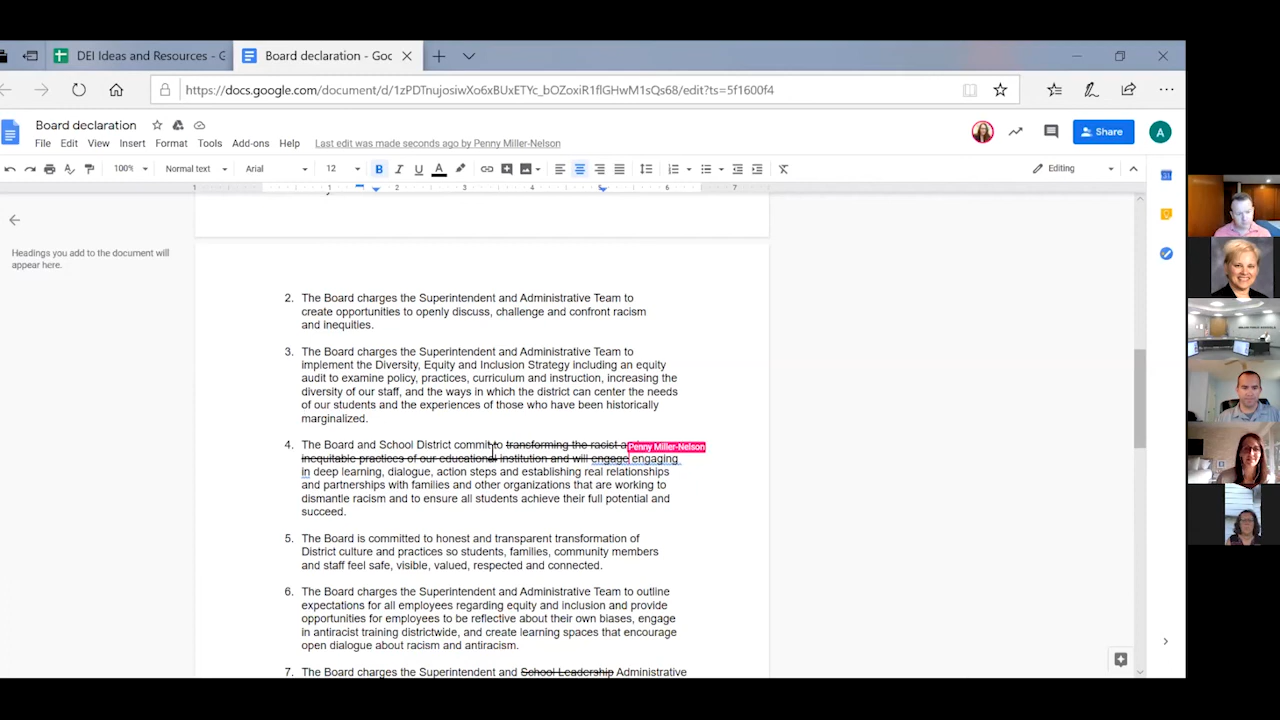 DEI Ideas and Resources - G
Board declaration - Goo
https://docs.google.com/document/d/1zPDTnujosiwXo6xBUxETYc_bOZoxiR1flGHwM1sQs68/edit?ts=5f1600f4
Board declaration
File Edit View Insert Format Tools Add-ons Help Last edit was made seconds ago by Penny Miller-Nelson
Share
A
100% Normal text Arial 12 B I U A Editing
1 1 2 3 4 5 6 7
Headings you add to the document will
appear here.
2. The Board charges the Superintendent and Administrative Team to
create opportunities to openly discuss, challenge and confront racism
and inequities.
3. The Board charges the Superintendent and Administrative Team to
implement the Diversity, Equity and Inclusion Strategy including an equity
audit to examine policy, practices, curriculum and instruction, increasing the
diversity of our staff, and the ways in which the district can center the needs
of our students and the experiences of those who have been historically
marginalized.
4. The Board and School District commit to transforming the racist a
Penny Miller-Nelson
inequitable practices of our educational institution and will engage engaging
in deep learning, dialogue, action steps and establishing real relationships
and partnerships with families and other organizations that are working to
dismantle racism and to ensure all students achieve their full potential and
succeed.
5. The Board is committed to honest and transparent transformation of
District culture and practices so students, families, community members
and staff feel safe, visible, valued, respected and connected.
6. The Board charges the Superintendent and Administrative Team to outline
expectations for all employees regarding equity and inclusion and provide
opportunities for employees to be reflective about their own biases, engage
in antiracist training districtwide, and create learning spaces that encourage
open dialogue about racism and antiracism.
7. The Board charges the Superintendent and School Leadership Administrative